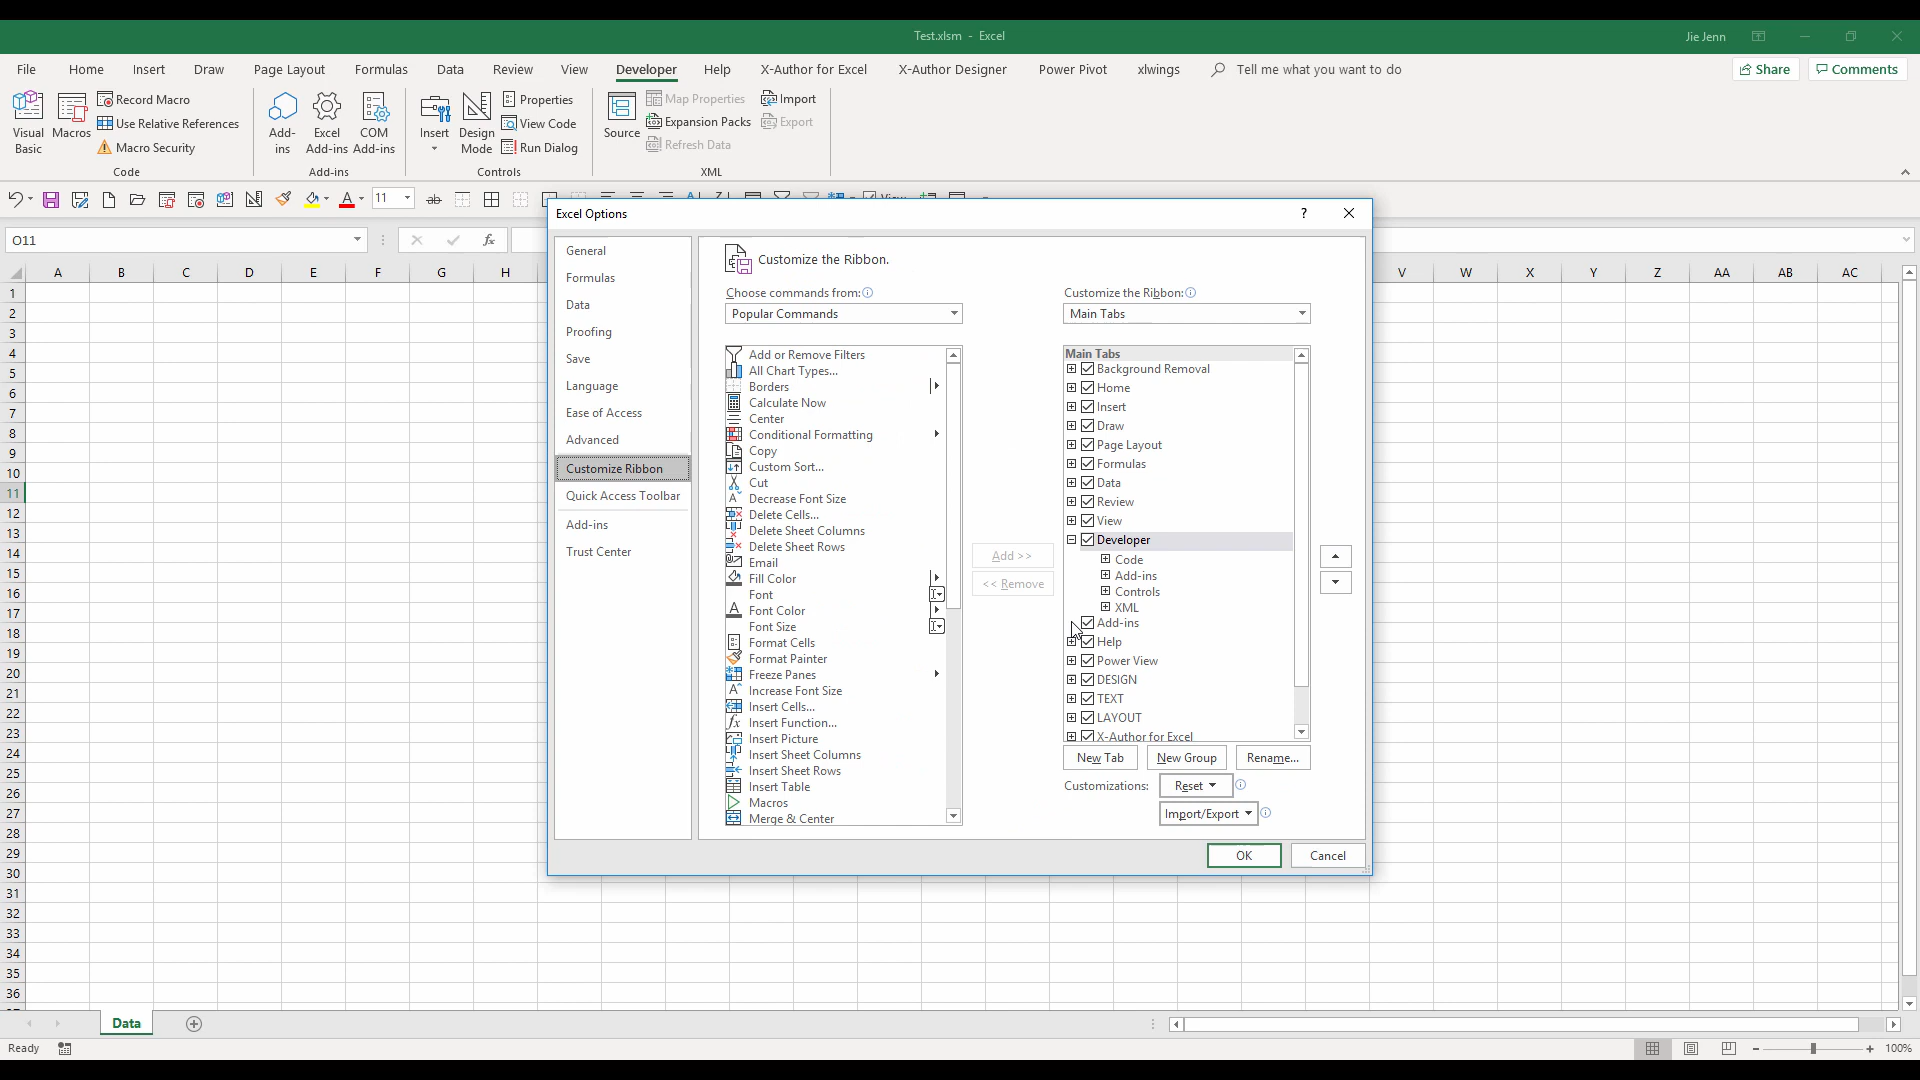 Test.xlsm - Excel
Jie Jenn
File Home Insert Draw Page Layout Formulas Data Review View Developer Help X-Author for Excel X-Author Designer Power Pivot xlwings Tell me what you want to do
Share Comments
Visual Basic
Macros
Record Macro
Use Relative References
Macro Security
Code
Add-ins
Excel Add-ins
COM Add-ins
Add-ins
Insert
Design Mode
Properties
View Code
Run Dialog
Controls
Source
Map Properties
Expansion Packs
Refresh Data
Import
Export
XML
11
ab
O11
fx
A B C D E F G H V W X Y Z AA AB AC
1
2
3
4
5
6
7
8
9
10
11
12
13
14
15
16
17
18
19
20
21
22
23
24
25
26
27
28
29
30
31
32
33
34
35
36
Excel Options
?
General
Formulas
Data
Proofing
Save
Language
Ease of Access
Advanced
Customize Ribbon
Quick Access Toolbar
Add-ins
Trust Center
Customize the Ribbon.
Choose commands from:
Popular Commands
Add or Remove Filters
All Chart Types...
Borders
Calculate Now
Center
Conditional Formatting
Copy
Custom Sort...
Cut
Decrease Font Size
Delete Cells...
Delete Sheet Columns
Delete Sheet Rows
Email
Fill Color
Font
Font Color
Font Size
Format Cells
Format Painter
Freeze Panes
Increase Font Size
Insert Cells...
Insert Function...
Insert Picture
Insert Sheet Columns
Insert Sheet Rows
Insert Table
Macros
Merge & Center
Add >>
<< Remove
Customize the Ribbon:
Main Tabs
Main Tabs
Background Removal
Home
Insert
Draw
Page Layout
Formulas
Data
Review
View
Developer
Code
Add-ins
Controls
XML
Add-ins
Help
Power View
DESIGN
TEXT
LAYOUT
X-Author for Excel
New Tab New Group Rename...
Customizations: Reset
Import/Export
OK Cancel
Data
Ready
100%